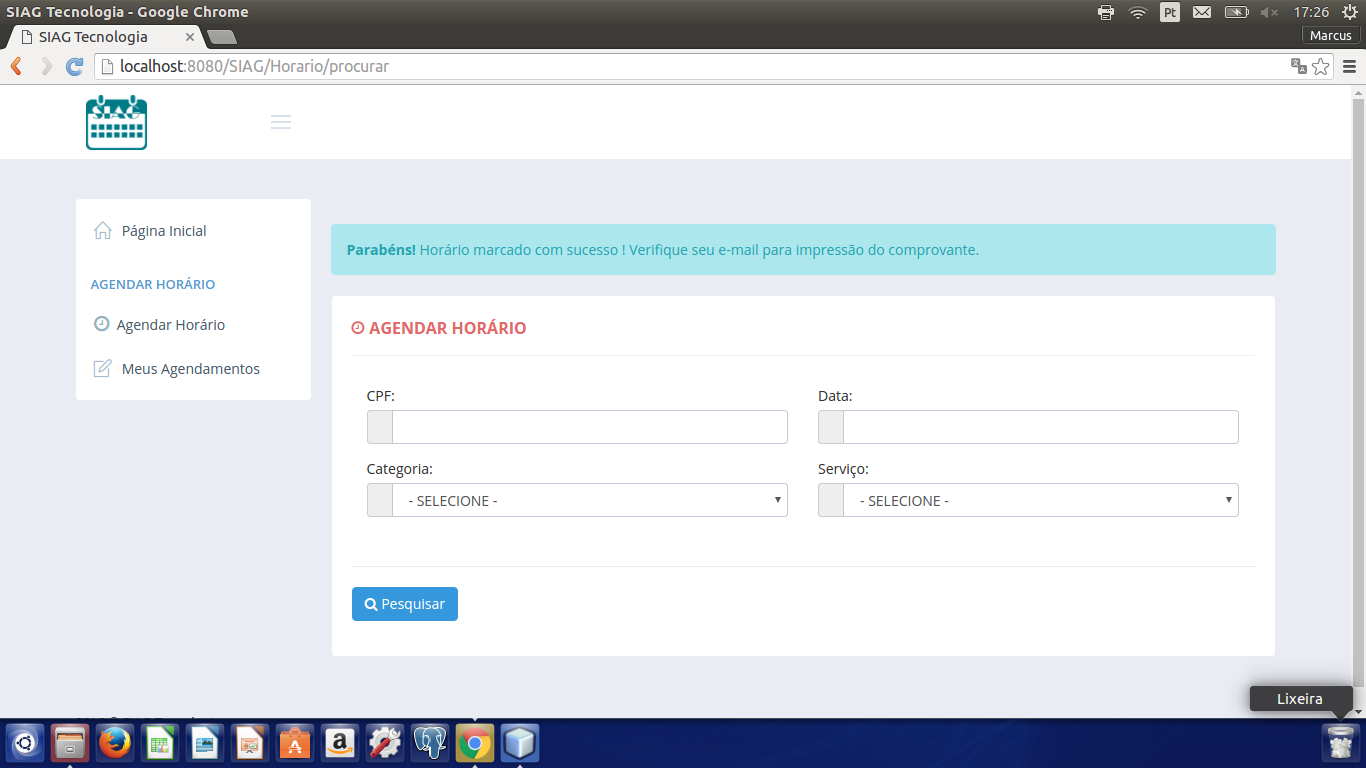 SIAG Tecnologia - Google Chrome
Pt
17:26
SIAG Tecnologia
Marcus
localhost:8080/SIAG/Horario/procurar
SIAG
Página Inicial
AGENDAR HORÁRIO
Agendar Horário
Meus Agendamentos
Parabéns! Horário marcado com sucesso ! Verifique seu e-mail para impressão do comprovante.
AGENDAR HORÁRIO
CPF:
Data:
Categoria:
Serviço:
- SELECIONE -
- SELECIONE -
Pesquisar
Lixeira